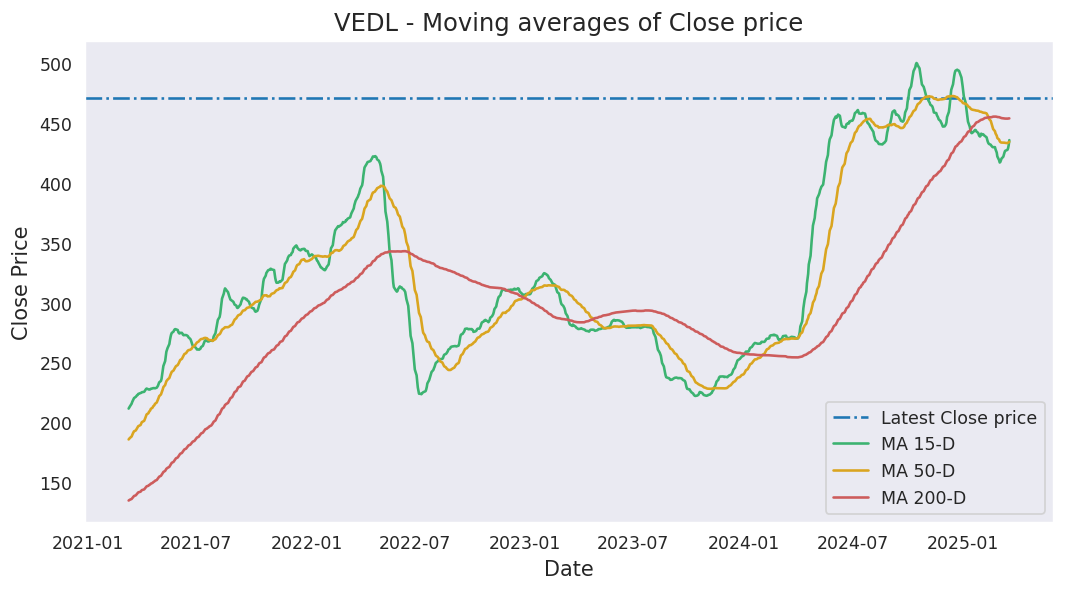 VEDL - Moving averages of Close price
Close Price
500
450
400
350
300
250
200
150
2021-01 2021-07 2022-01 2022-07 2023-01 2023-07 2024-01 2024-07 2025-01
Date
Latest Close price
MA 15-D
MA 50-D
MA 200-D